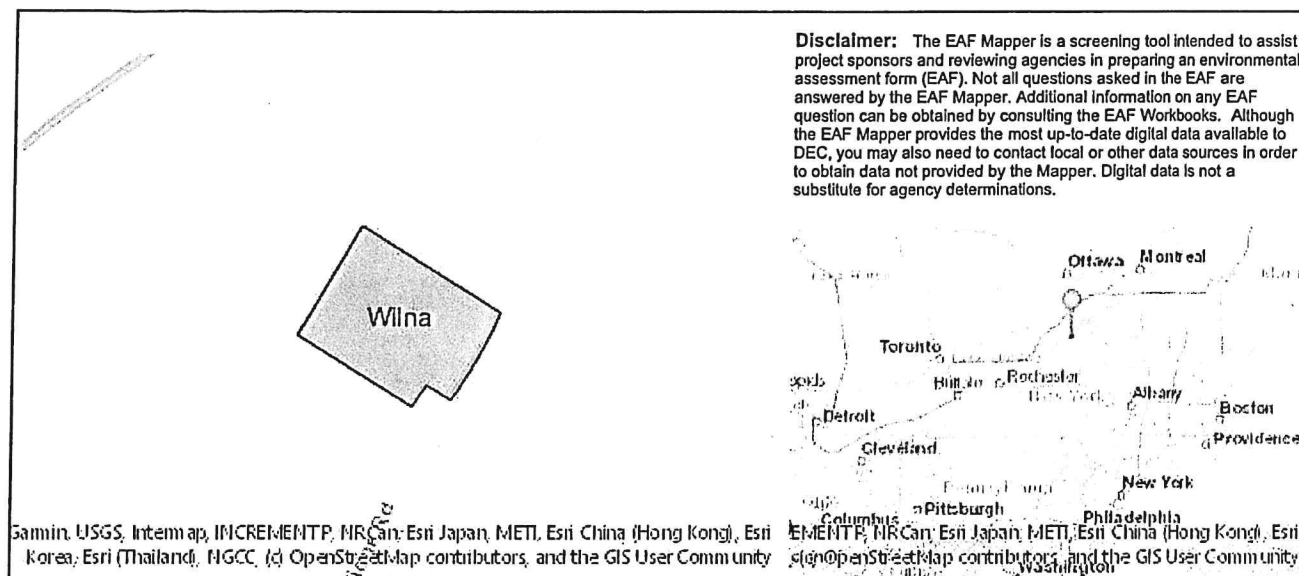 Disclaimer: The EAF Mapper is a screening tool intended to assist
project sponsors and reviewing agencies in preparing an environmental
assessment form (EAF). Not all questions asked in the EAF are
answered by the EAF Mapper. Additional information on any EAF
question can be obtained by consulting the EAF Workbooks. Although
the EAF Mapper provides the most up-to-date digital data available to
DEC, you may also need to contact local or other data sources in order
to obtain data not provided by the Mapper. Digital data is not a
substitute for agency determinations.
Wilna
Ottawa
Montreal
Toronto
Buffalo
Rochester
New York
Albany
Boston
Detroit
Providence
Cleveland
Pennsylvania
New York
Columbus
Pittsburgh
Philadelphia
Washington
Garmin, USGS, Intermap, INCREMENT P, NRCan, Esri Japan, METI, Esri China (Hong Kong), Esri
Korea, Esri (Thailand), NGCC, (c) OpenStreetMap contributors, and the GIS User Community
EMENT P, NRCan, Esri Japan, METI, Esri China (Hong Kong), Esri
OpenStreetMap contributors, and the GIS User Community